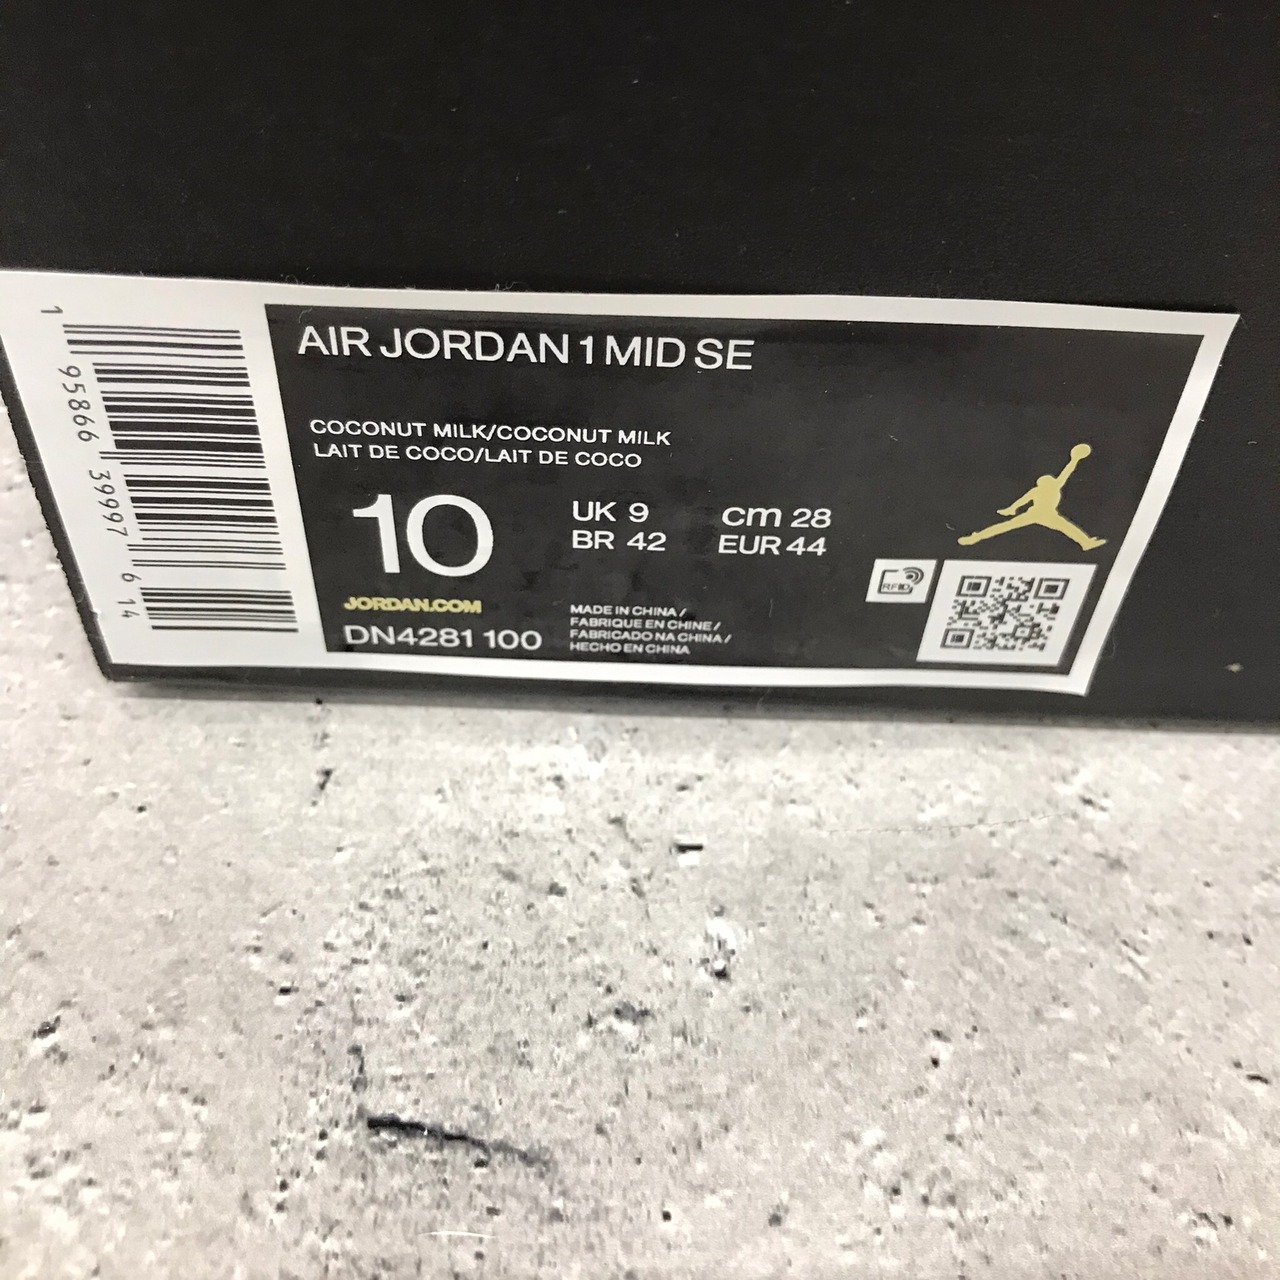 AIR JORDAN 1 MID SE
COCONUT MILK/COCONUT MILK
LAIT DE COCO/LAIT DE COCO
10
UK 9
cm 28
BR 42
EUR 44
JORDAN.COM
DN4281 100
MADE IN CHINA /
FABRIQUE EN CHINE /
FABRICADO NA CHINA /
HECHO EN CHINA
RFID
1 95866 39997 6 14